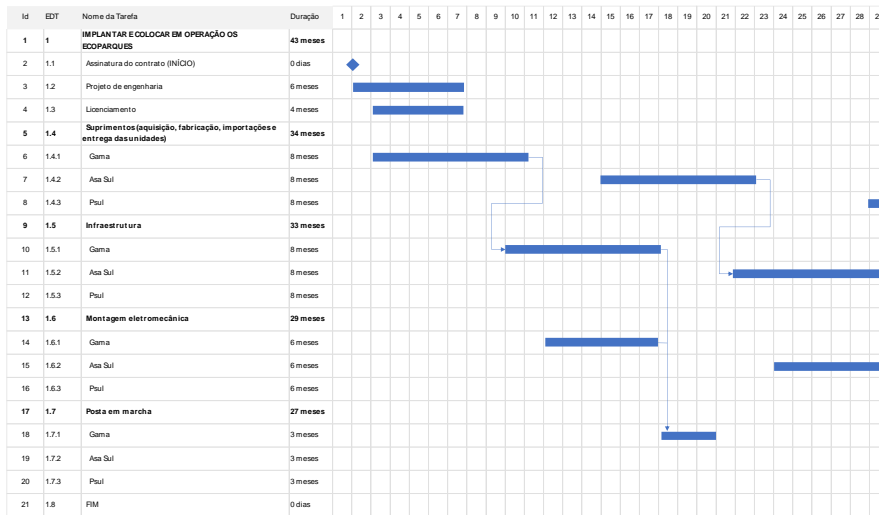 Id EDT Nome da Tarefa Duração 1 2 3 4 5 6 7 8 9 10 11 12 13 14 15 16 17 18 19 20 21 22 23 24 25 26 27 28
1 1 IMPLANTAR E COLOCAR EM OPERAÇÃO OS ECOPARQUES 43 meses
2 1.1 Assinatura do contrato (INÍCIO) 0 dias
3 1.2 Projeto de engenharia 6 meses
4 1.3 Licenciamento 4 meses
5 1.4 Suprimentos (aquisição, fabricação, importações e entrega das unidades) 34 meses
6 1.4.1 Gama 8 meses
7 1.4.2 Asa Sul 8 meses
8 1.4.3 Psul 8 meses
9 1.5 Infraestrutura 33 meses
10 1.5.1 Gama 8 meses
11 1.5.2 Asa Sul 8 meses
12 1.5.3 Psul 8 meses
13 1.6 Montagem eletromecânica 29 meses
14 1.6.1 Gama 6 meses
15 1.6.2 Asa Sul 6 meses
16 1.6.3 Psul 6 meses
17 1.7 Posta em marcha 27 meses
18 1.7.1 Gama 3 meses
19 1.7.2 Asa Sul 3 meses
20 1.7.3 Psul 3 meses
21 1.8 FIM 0 dias